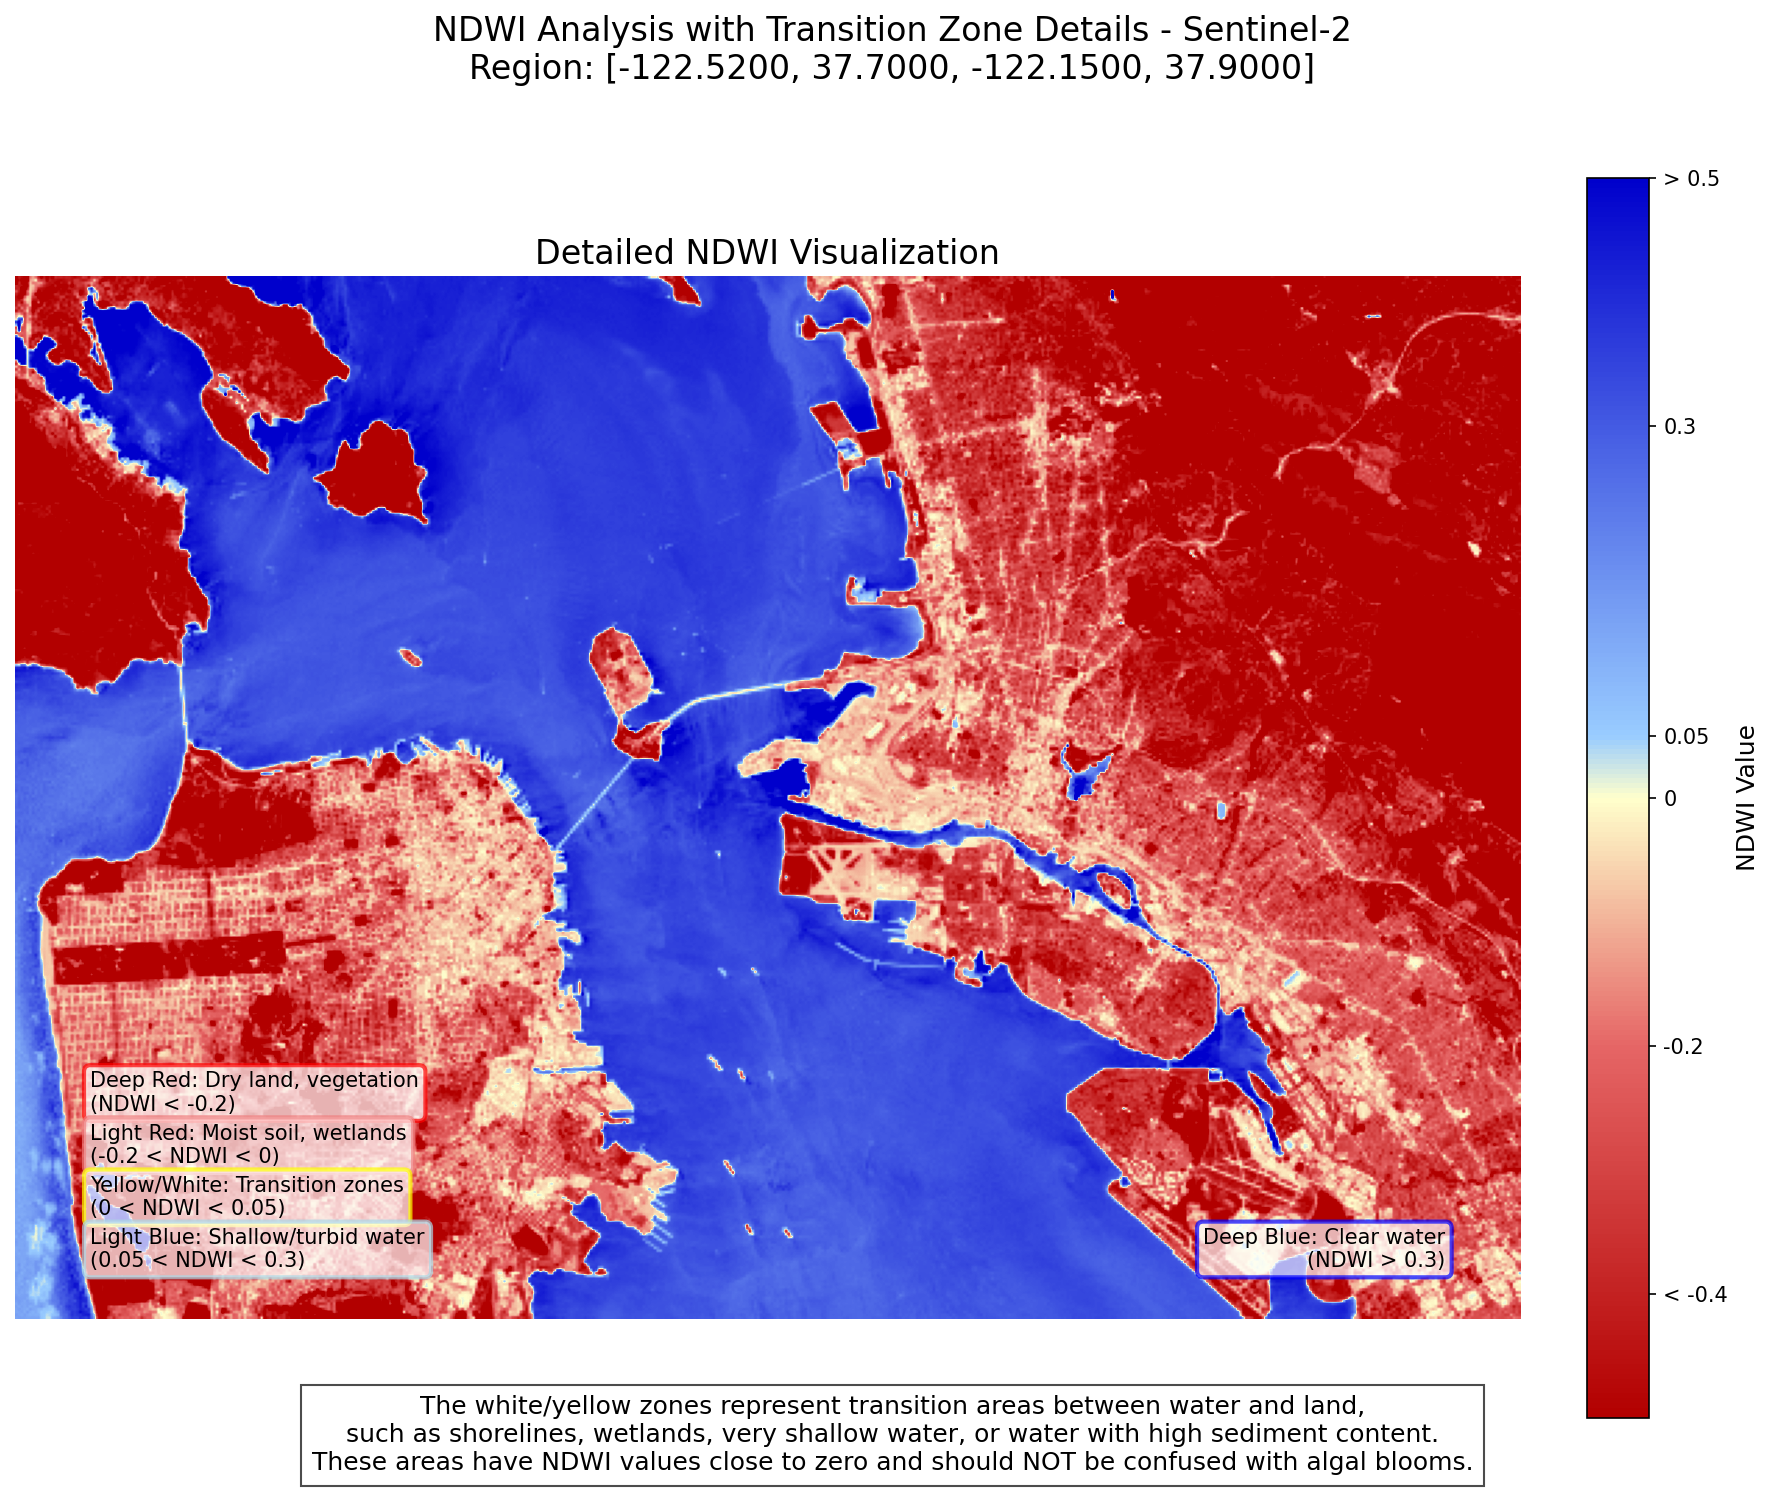 NDWI Analysis with Transition Zone Details - Sentinel-2
Region: [-122.5200, 37.7000, -122.1500, 37.9000]
Detailed NDWI Visualization
> 0.5
0.3
0.05
0
-0.2
< -0.4
NDWI Value
Deep Red: Dry land, vegetation
(NDWI < -0.2)
Light Red: Moist soil, wetlands
(-0.2 < NDWI < 0)
Yellow/White: Transition zones
(0 < NDWI < 0.05)
Light Blue: Shallow/turbid water
(0.05 < NDWI < 0.3)
Deep Blue: Clear water
(NDWI > 0.3)
The white/yellow zones represent transition areas between water and land,
such as shorelines, wetlands, very shallow water, or water with high sediment content.
These areas have NDWI values close to zero and should NOT be confused with algal blooms.